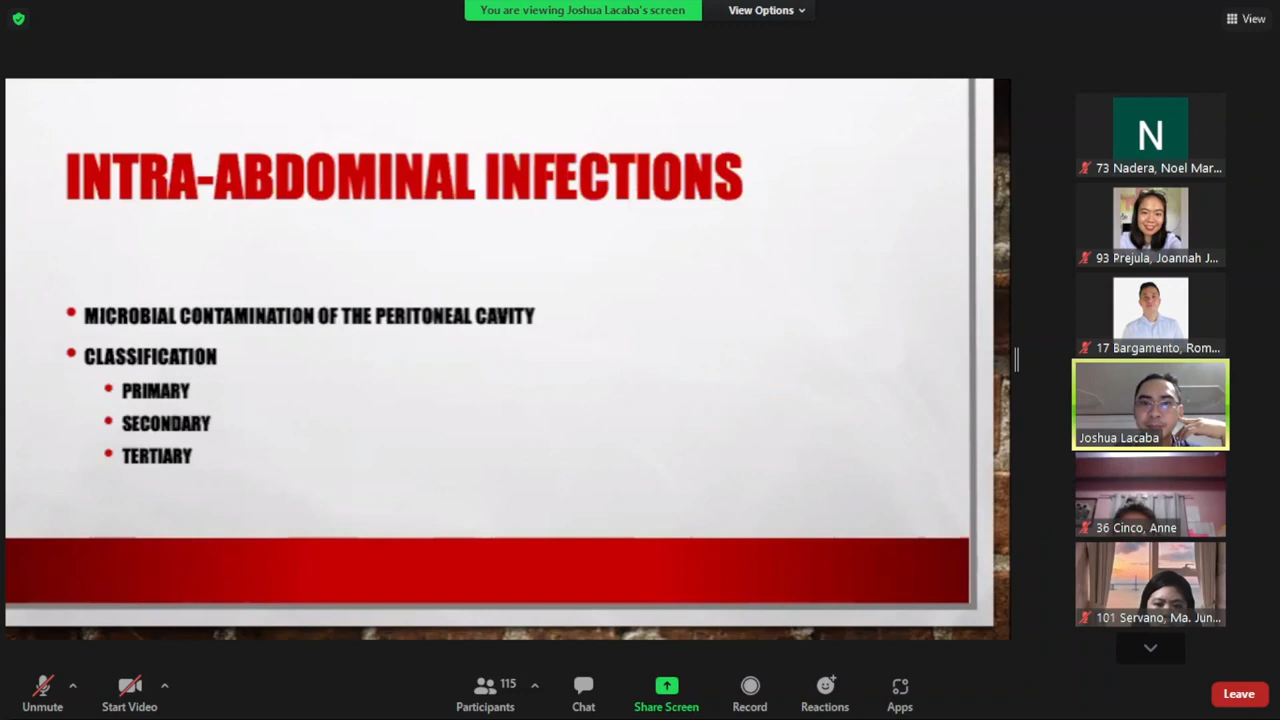 You are viewing Joshua Lacaba's screen
View Options
View
INTRA-ABDOMINAL INFECTIONS
• MICROBIAL CONTAMINATION OF THE PERITONEAL CAVITY
• CLASSIFICATION
• PRIMARY
• SECONDARY
• TERTIARY
N
73 Nadera, Noel Mar...
93 Prejula, Joannah J...
17 Bargamento, Rom...
Joshua Lacaba
36 Cinco, Anne
101 Servano, Ma. Jun...
Unmute
Start Video
115
Participants
Chat
Share Screen
Record
Reactions
Apps
Leave